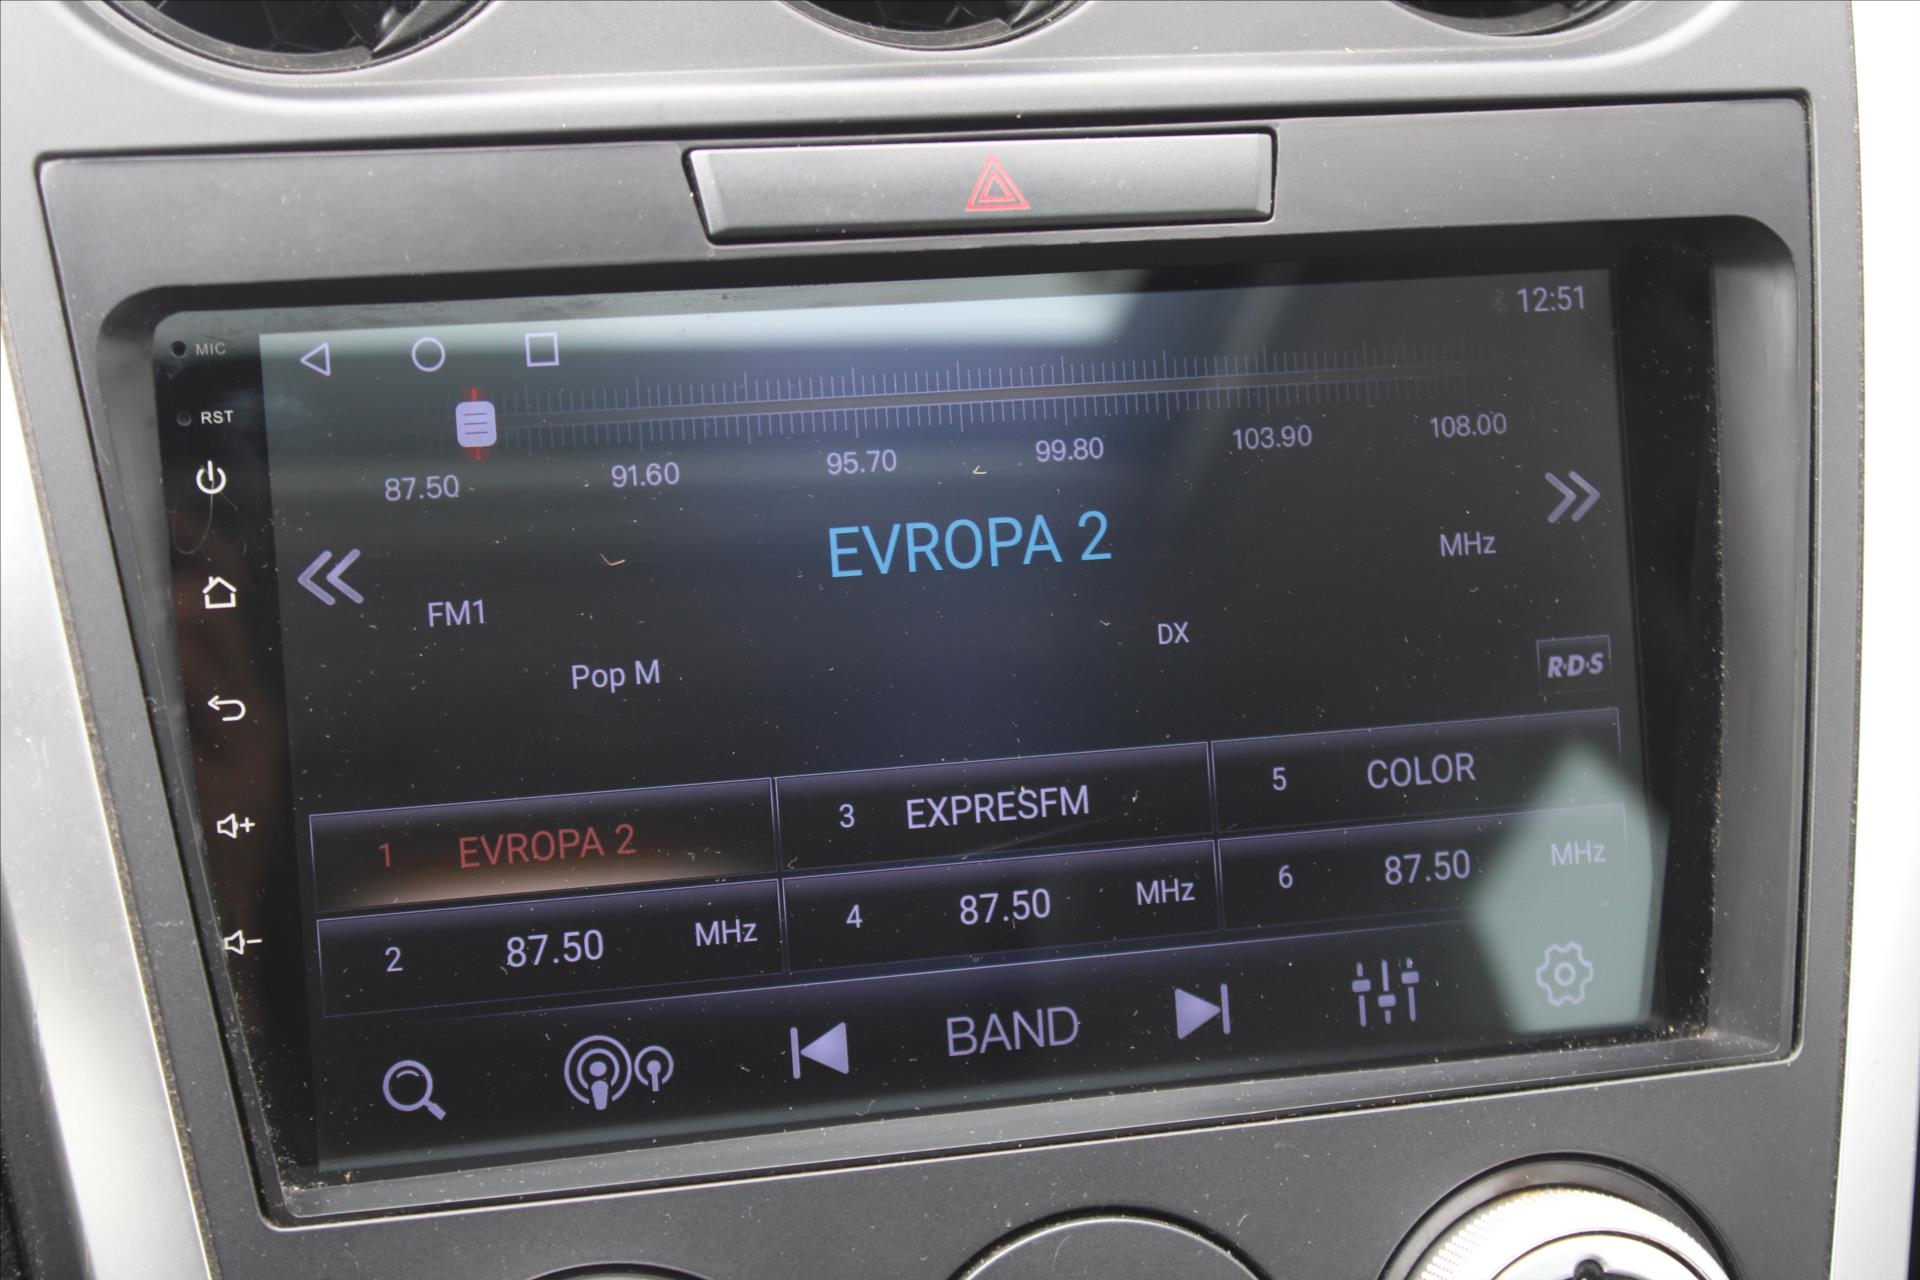 12:51
MIC
RST
87.50 91.60 95.70 99.80 103.90 108.00
EVROPA 2
MHz
FM1
DX
Pop M
R·D·S
1 EVROPA 2
3 EXPRESFM
5 COLOR
2 87.50 MHz
4 87.50 MHz
6 87.50 MHz
BAND